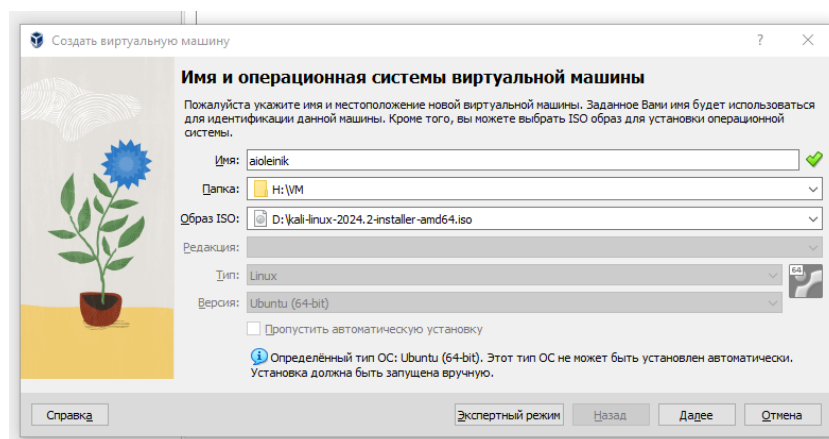 Создать виртуальную машину
?
Имя и операционная системы виртуальной машины
Пожалуйста укажите имя и местоположение новой виртуальной машины. Заданное Вами имя будет использоваться
для идентификации данной машины. Кроме того, вы можете выбрать ISO образ для установки операционной
системы.
Имя: aioleinik
Папка: H:\VM
Образ ISO: D:\kali-linux-2024.2-installer-amd64.iso
Редакция:
Тип: Linux
64
Версия: Ubuntu (64-bit)
Пропустить автоматическую установку
Определённый тип ОС: Ubuntu (64-bit). Этот тип ОС не может быть установлен автоматически.
Установка должна быть запущена вручную.
Справка Экспертный режим Назад Далее Отмена